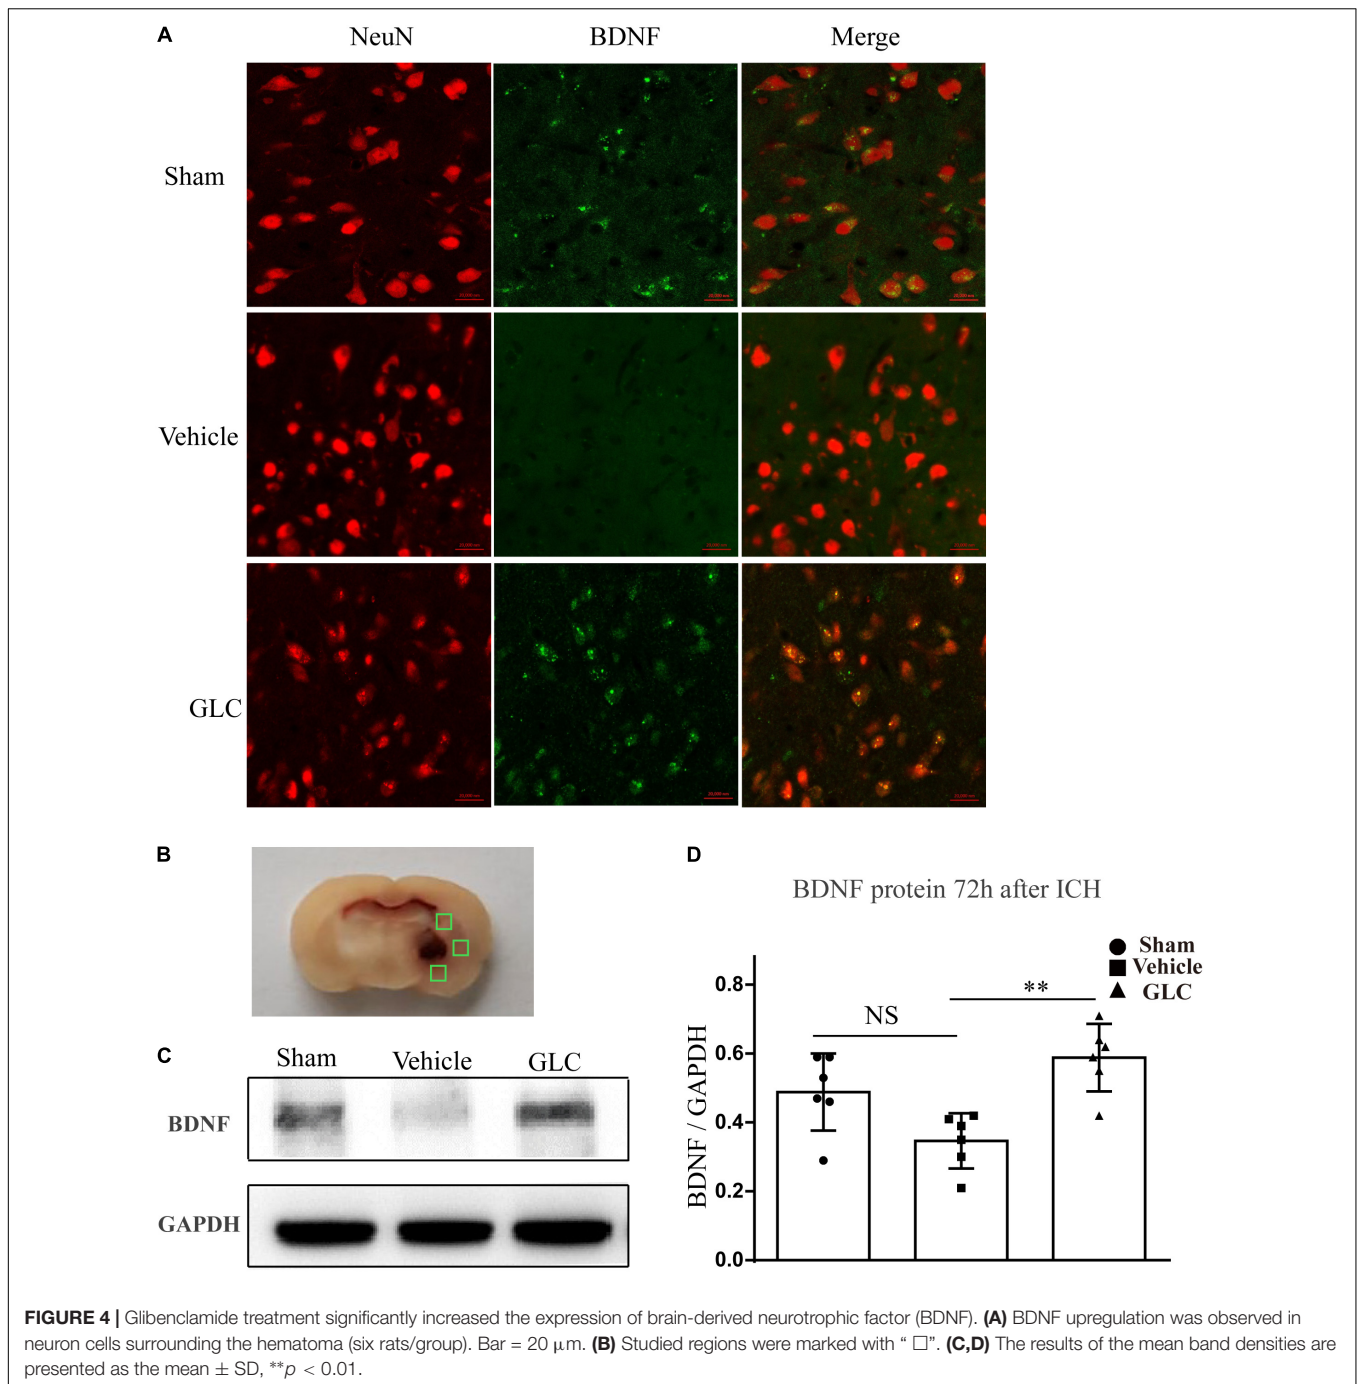 A
NeuN BDNF Merge
Sham
Vehicle
GLC
B
C
Sham Vehicle GLC
BDNF
GAPDH
D
BDNF protein 72h after ICH
Sham
Vehicle
GLC
**
NS
BDNF / GAPDH
0.8
0.6
0.4
0.2
0.0
FIGURE 4 | Glibenclamide treatment significantly increased the expression of brain-derived neurotrophic factor (BDNF). (A) BDNF upregulation was observed in
neuron cells surrounding the hematoma (six rats/group). Bar = 20 μm. (B) Studied regions were marked with “ □”. (C,D) The results of the mean band densities are
presented as the mean ± SD, **p < 0.01.